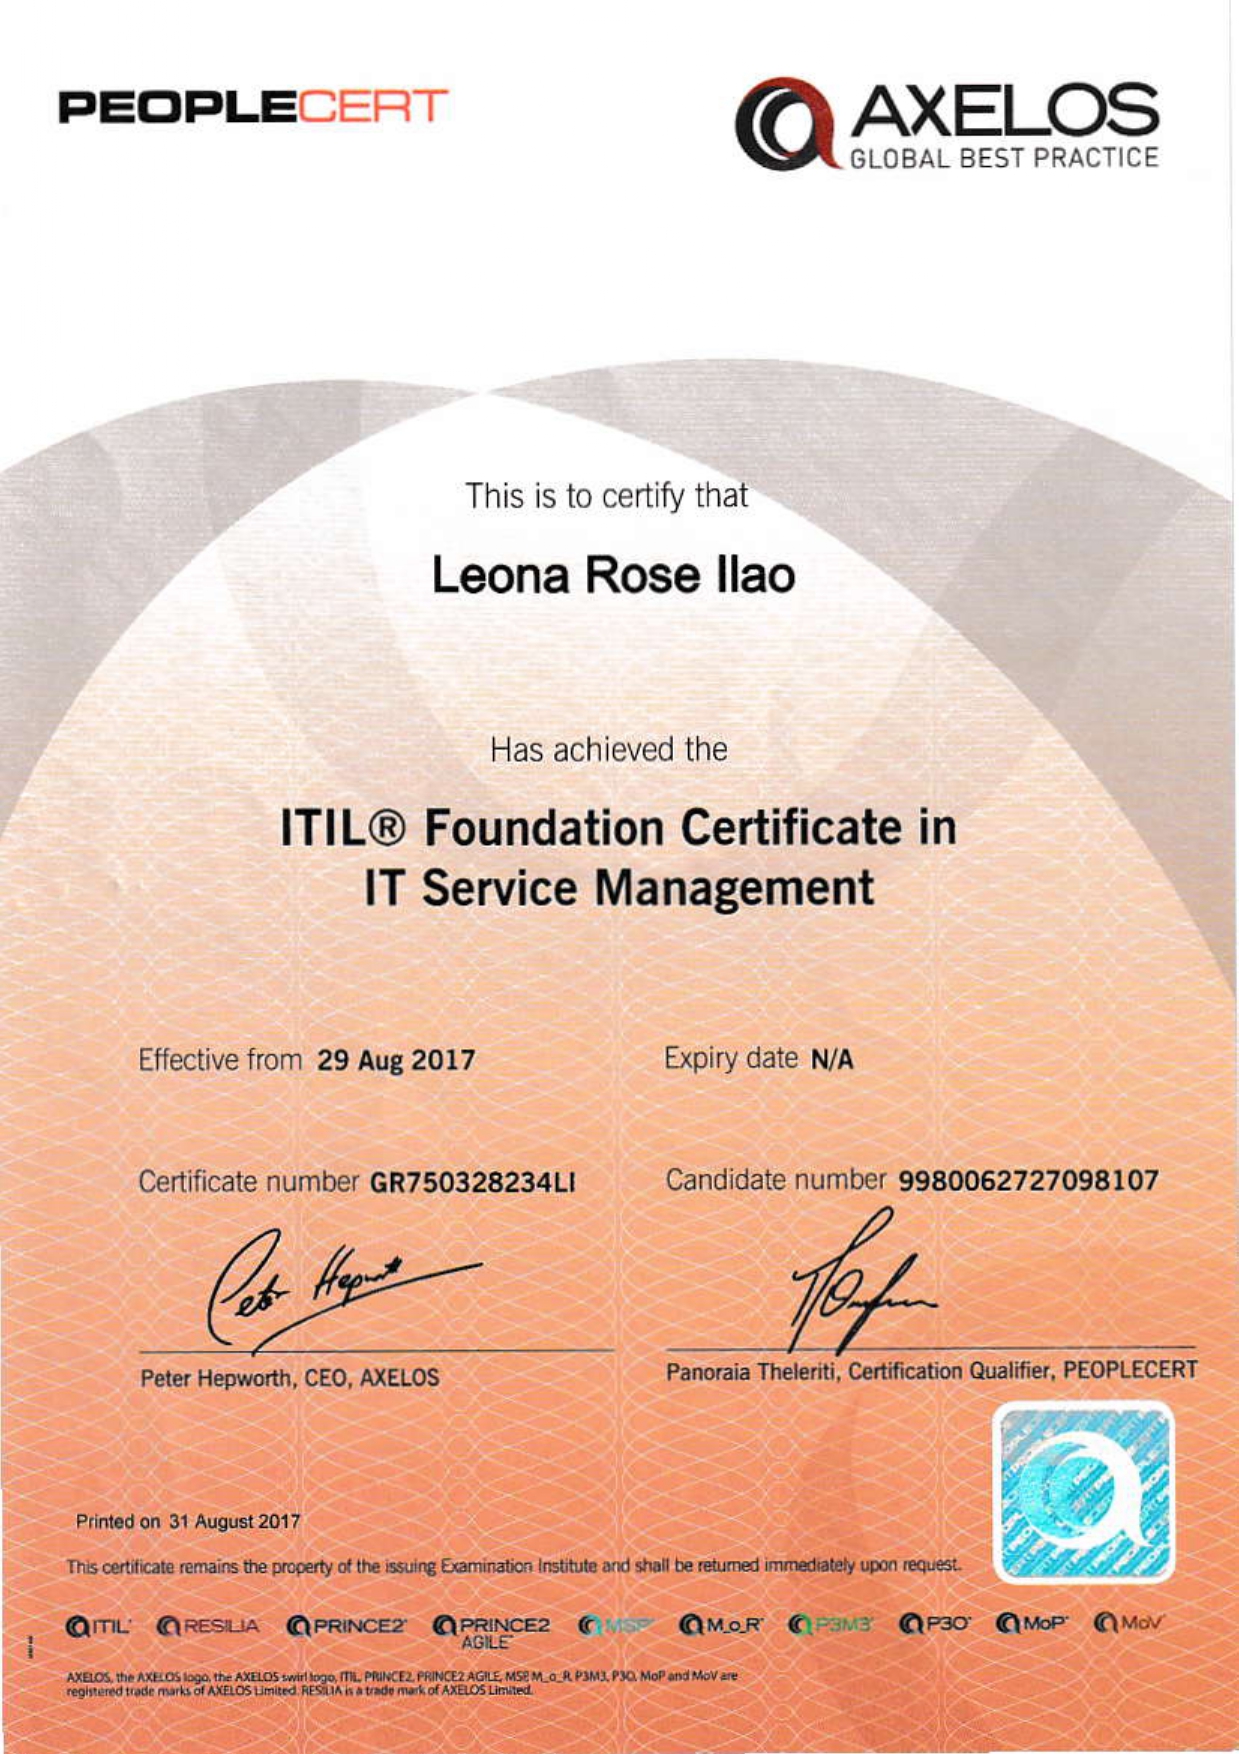 PEOPLECERT
AXELOS
GLOBAL BEST PRACTICE
This is to certify that
Leona Rose Ilao
Has achieved the
ITIL® Foundation Certificate in
IT Service Management
Effective from 29 Aug 2017
Expiry date N/A
Certificate number GR750328234LI
Candidate number 9980062727098107
Peter Hepworth
Peter Hepworth, CEO, AXELOS
Panoraia Theleriti, Certification Qualifier, PEOPLECERT
Printed on 31 August 2017
This certificate remains the property of the issuing Examination Institute and shall be returned immediately upon request.
ITIL® RESILIA PRINCE2® PRINCE2 AGILE™ MSP® M_o_R® P3M3® P3O® MoP® MoV®
AXELOS, the AXELOS logo, the AXELOS swirl logo, ITIL, PRINCE2, PRINCE2 AGILE, MSP, M_o_R, P3M3, P3O, MoP and MoV are
registered trade marks of AXELOS Limited. RESILIA is a trade mark of AXELOS Limited.